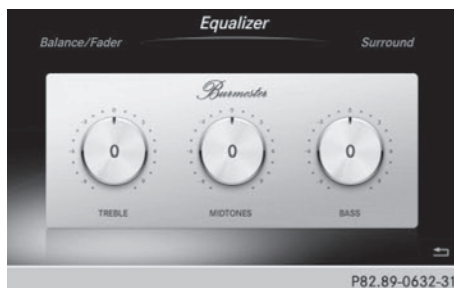 Equalizer
Balance/Fader
Surround
Burmester
0
0
0
TREBLE
MIDTONES
BASS
P82.89-0632-31